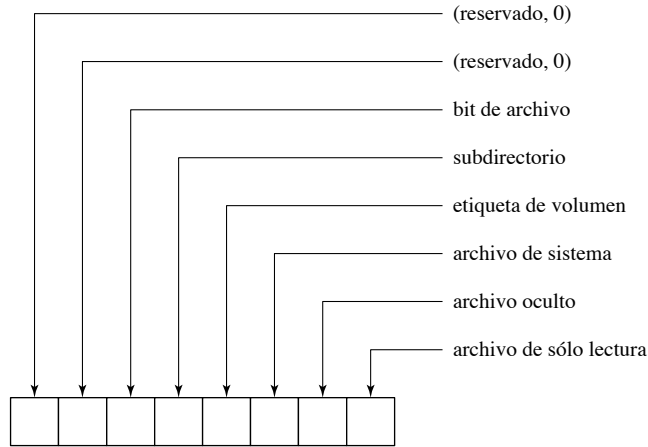 (reservado, 0)
(reservado, 0)
bit de archivo
subdirectorio
etiqueta de volumen
archivo de sistema
archivo oculto
archivo de sólo lectura